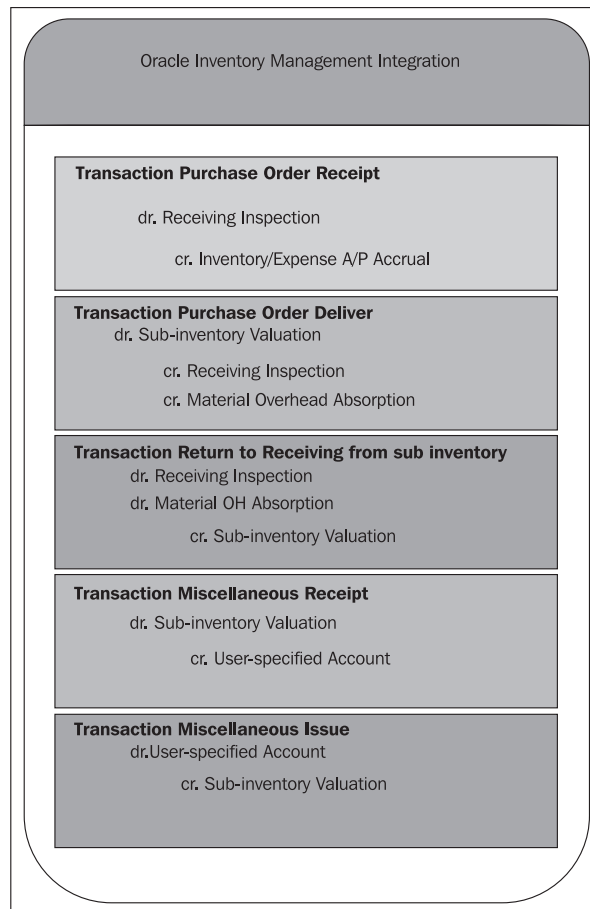 Oracle Inventory Management Integration
Transaction Purchase Order Receipt
dr. Receiving Inspection
cr. Inventory/Expense A/P Accrual
Transaction Purchase Order Deliver
dr. Sub-inventory Valuation
cr. Receiving Inspection
cr. Material Overhead Absorption
Transaction Return to Receiving from sub inventory
dr. Receiving Inspection
dr. Material OH Absorption
cr. Sub-inventory Valuation
Transaction Miscellaneous Receipt
dr. Sub-inventory Valuation
cr. User-specified Account
Transaction Miscellaneous Issue
dr.User-specified Account
cr. Sub-inventory Valuation